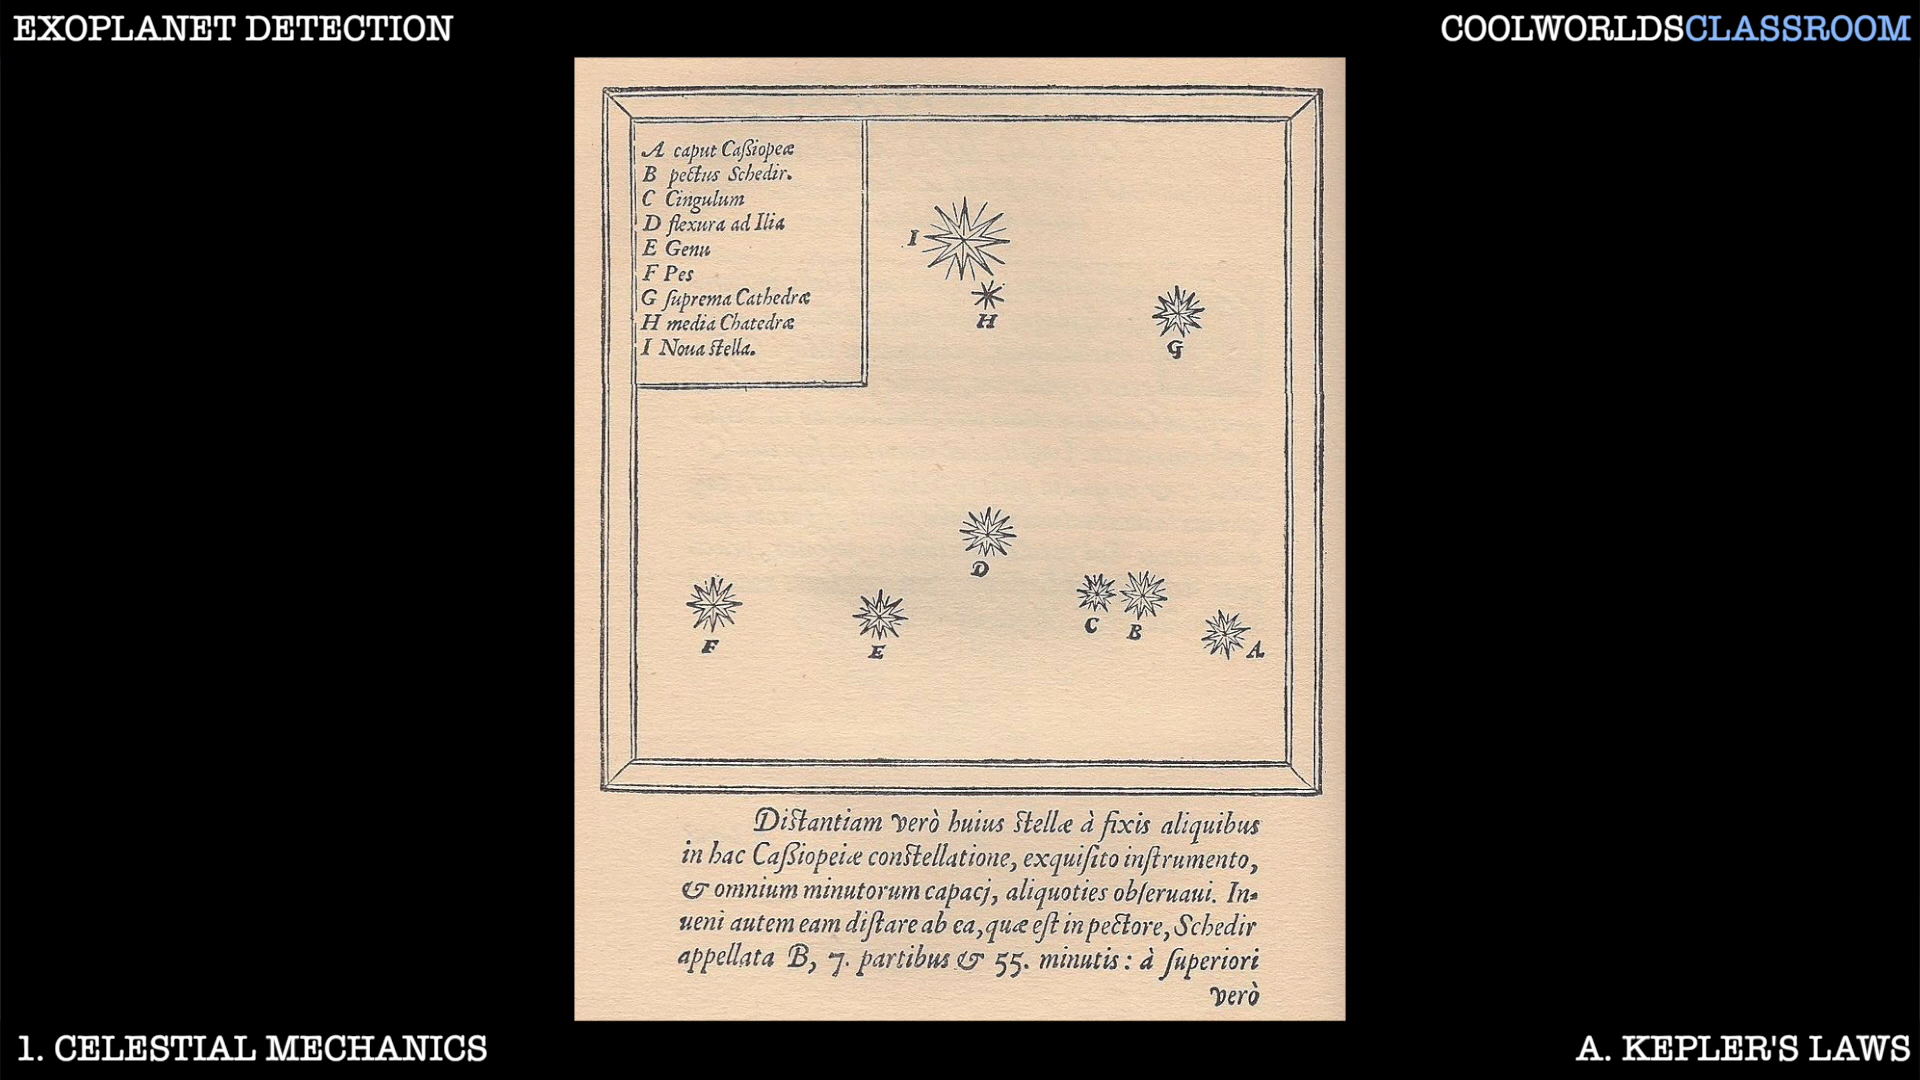 EXOPLANET DETECTION
COOLWORLDSCLASSROOM
A caput Caſsiopeæ
B pectus Schedir.
C Cingulum
D flexura ad Ilia
E Genu
F Pes
G ſuprema Cathedræ
H media Chatedræ
I Noua stella.
I
H
G
D
F
E
C
B
A
Distantiam verò huius stellæ à fixis aliquibus
in hac Caſsiopeiæ constellatione, exquiſito inſtrumento,
& omnium minutorum capacj, aliquoties obſeruaui. In-
ueni autem eam diſtare ab ea, quæ eſt in pectore, Schedir
appellata B, 7. partibus & 55. minutis: à ſuperiori
verò
1. CELESTIAL MECHANICS
A. KEPLER'S LAWS